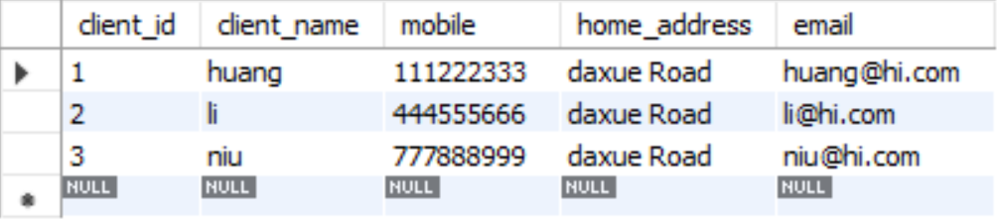 client_id client_name mobile home_address email
1 huang 111222333 daxue Road huang@hi.com
2 li 444555666 daxue Road li@hi.com
3 niu 777888999 daxue Road niu@hi.com
NULL NULL NULL NULL NULL